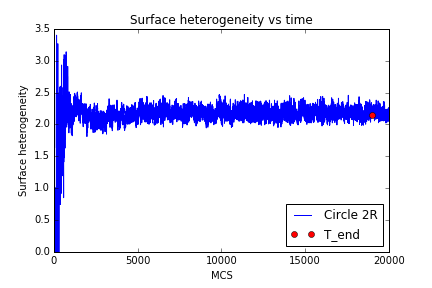 Surface heterogeneity vs time
3.5
3.0
2.5
2.0
1.5
1.0
0.5
0.0
Surface heterogeneity
0
5000
10000
15000
20000
MCS
Circle 2R
T_end